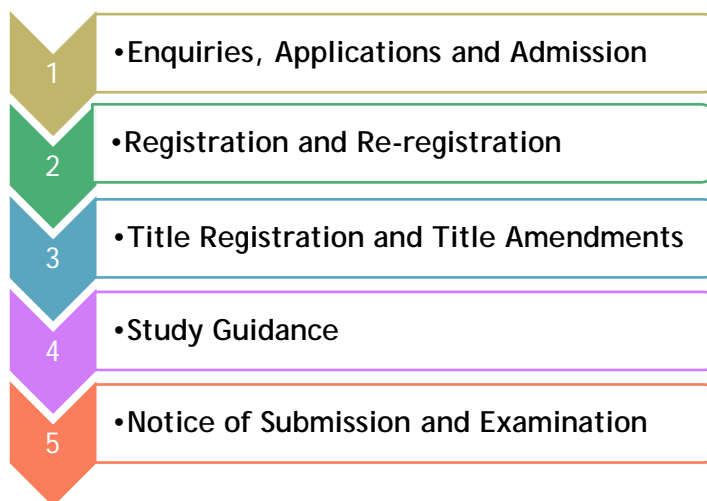 1
•Enquiries, Applications and Admission
2
•Registration and Re-registration
3
•Title Registration and Title Amendments
4
•Study Guidance
5
•Notice of Submission and Examination